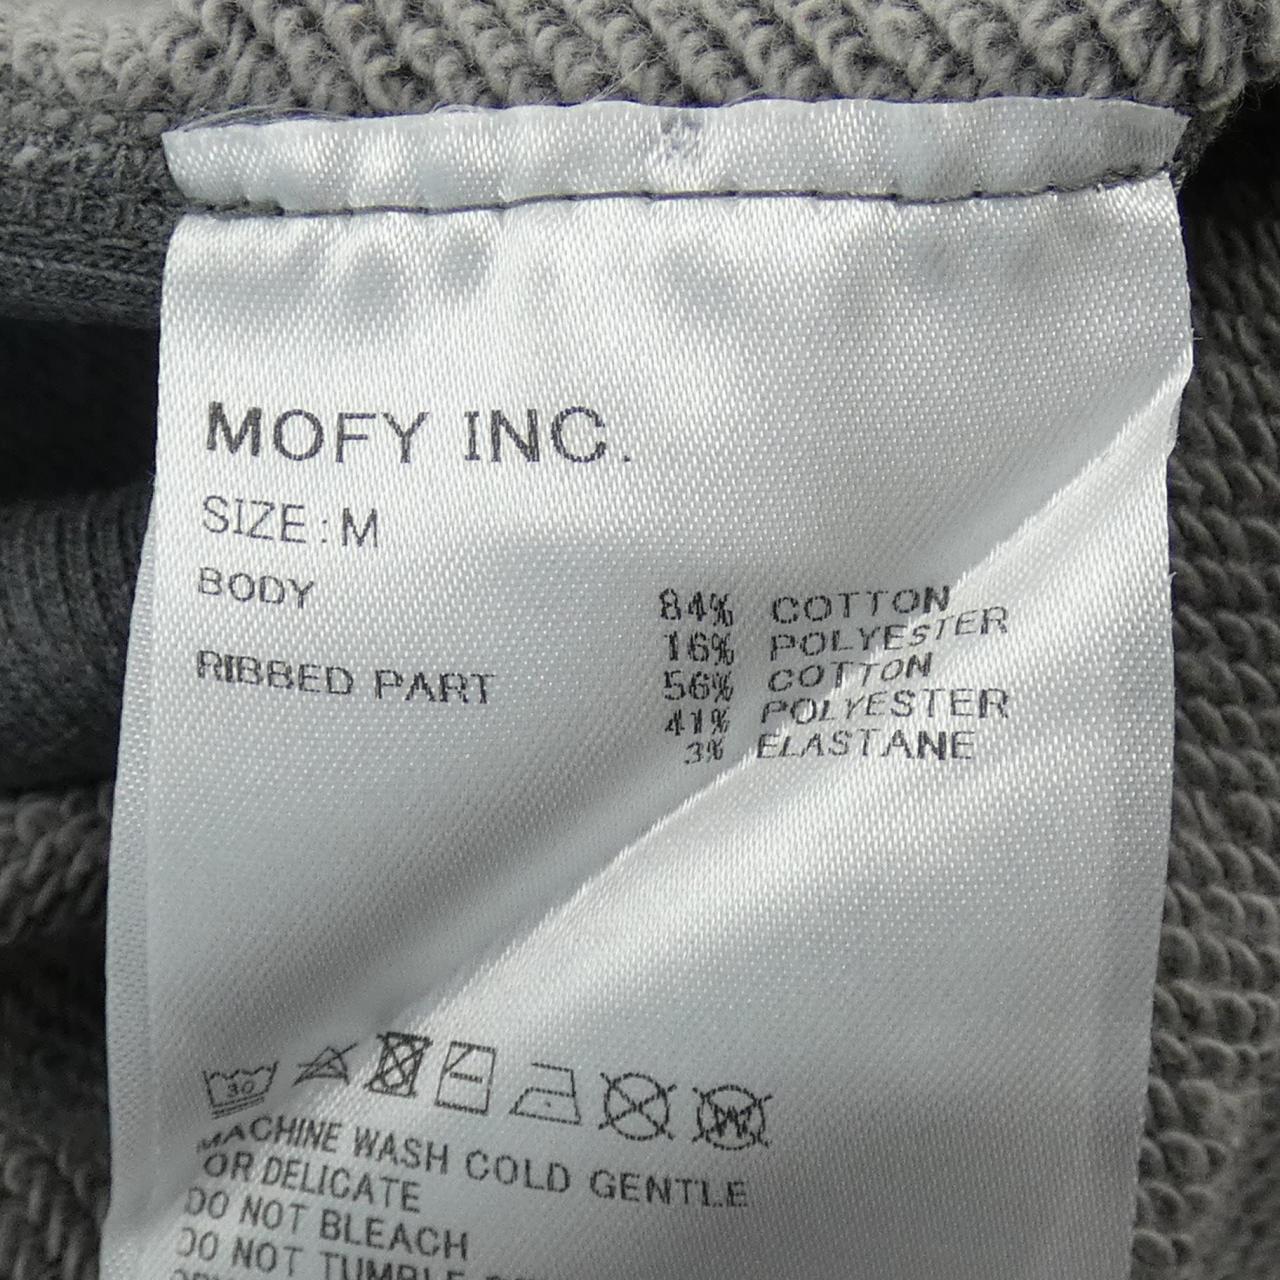 MOFY INC.
SIZE:M
BODY 84% COTTON
16% POLYESTER
RIBBED PART 56% COTTON
41% POLYESTER
3% ELASTANE
30 W
MACHINE WASH COLD GENTLE
OR DELICATE
DO NOT BLEACH
DO NOT TUMBLE